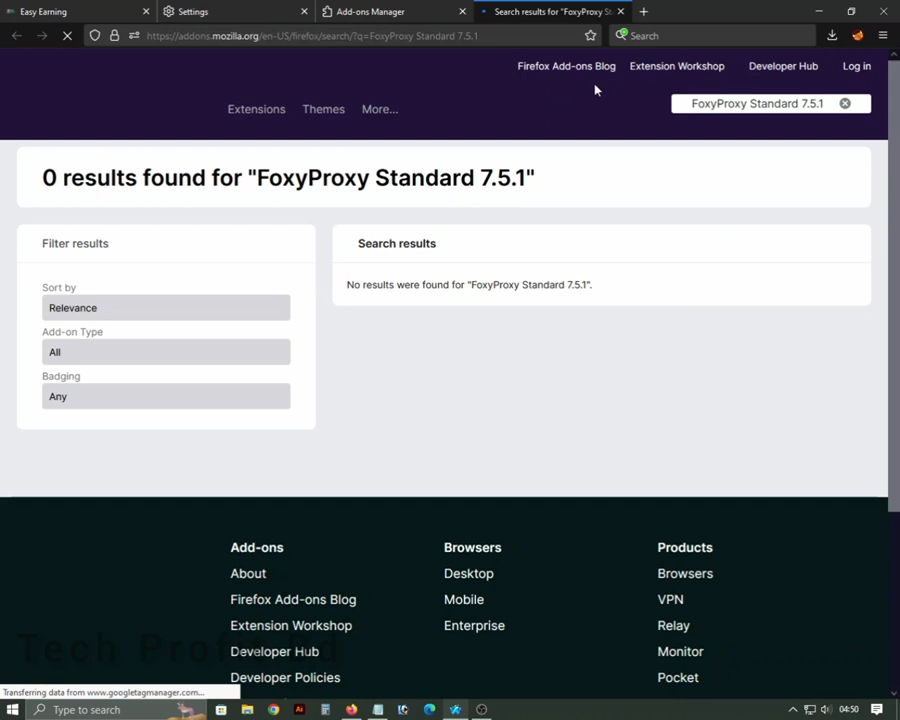 Easy Earning
Settings
Add-ons Manager
Search results for "FoxyProxy St
https://addons.mozilla.org/en-US/firefox/search/?q=FoxyProxy Standard 7.5.1
Search
Firefox Add-ons Blog
Extension Workshop
Developer Hub
Log in
Extensions
Themes
More...
FoxyProxy Standard 7.5.1
0 results found for "FoxyProxy Standard 7.5.1"
Filter results
Sort by
Relevance
Add-on Type
All
Badging
Any
Search results
No results were found for "FoxyProxy Standard 7.5.1".
Add-ons
About
Firefox Add-ons Blog
Extension Workshop
Developer Hub
Developer Policies
Browsers
Desktop
Mobile
Enterprise
Products
Browsers
VPN
Relay
Monitor
Pocket
Tech Profit Bd
Transferring data from www.googletagmanager.com...
Type to search
Ai
04:50